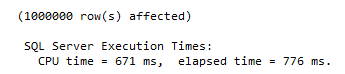 (1000000 row(s) affected)
SQL Server Execution Times:
CPU time = 671 ms,  elapsed time = 776 ms.